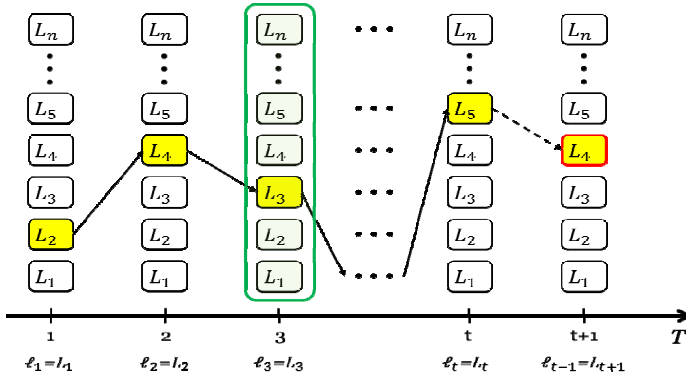 Lₙ Lₙ Lₙ • • • Lₙ Lₙ
L₅ L₅ L₅ • • • L₅ L₅
L₄ L₄ L₄ • • • L₄ L₄
L₃ L₃ L₃ • • • L₃ L₃
L₂ L₂ L₂ • • • L₂ L₂
L₁ L₁ L₁ • • • L₁ L₁
1 2 3 t t+1 T
ℓ₁=L₁ ℓ₂=L₂ ℓ₃=L₃ ℓₜ=Lₜ ℓₜ₋₁=Lₜ₊₁